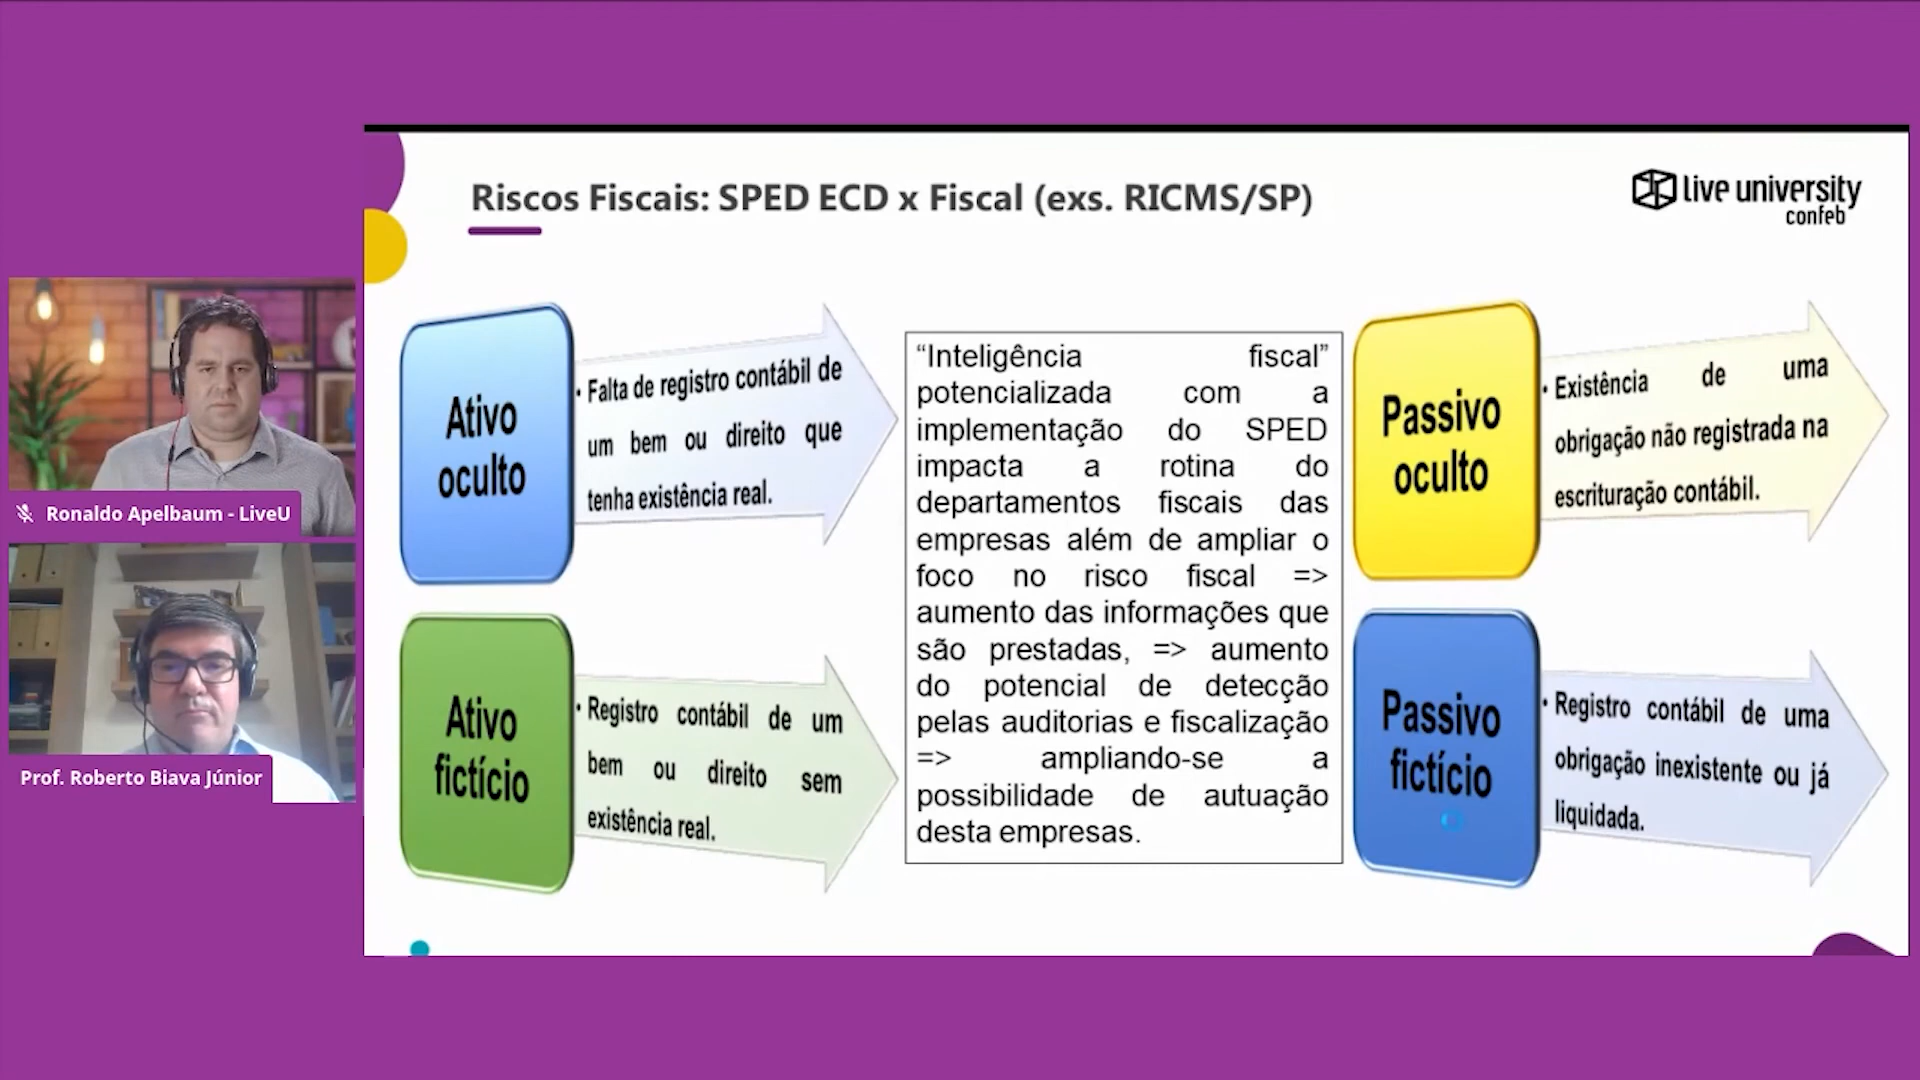 Riscos Fiscais: SPED ECD x Fiscal (exs. RICMS/SP)
live university
confeb
Ativo
oculto
• Falta de registro contábil de
um bem ou direito que
tenha existência real.
Ativo
fictício
• Registro contábil de um
bem ou direito sem
existência real.
“Inteligência fiscal”
potencializada com a
implementação do SPED
impacta a rotina do
departamentos fiscais das
empresas além de ampliar o
foco no risco fiscal =>
aumento das informações que
são prestadas, => aumento
do potencial de detecção
pelas auditorias e fiscalização
=> ampliando-se a
possibilidade de autuação
desta empresas.
Passivo
oculto
• Existência de uma
obrigação não registrada na
escrituração contábil.
Passivo
fictício
• Registro contábil de uma
obrigação inexistente ou já
liquidada.
Ronaldo Apelbaum - LiveU
Prof. Roberto Biava Júnior